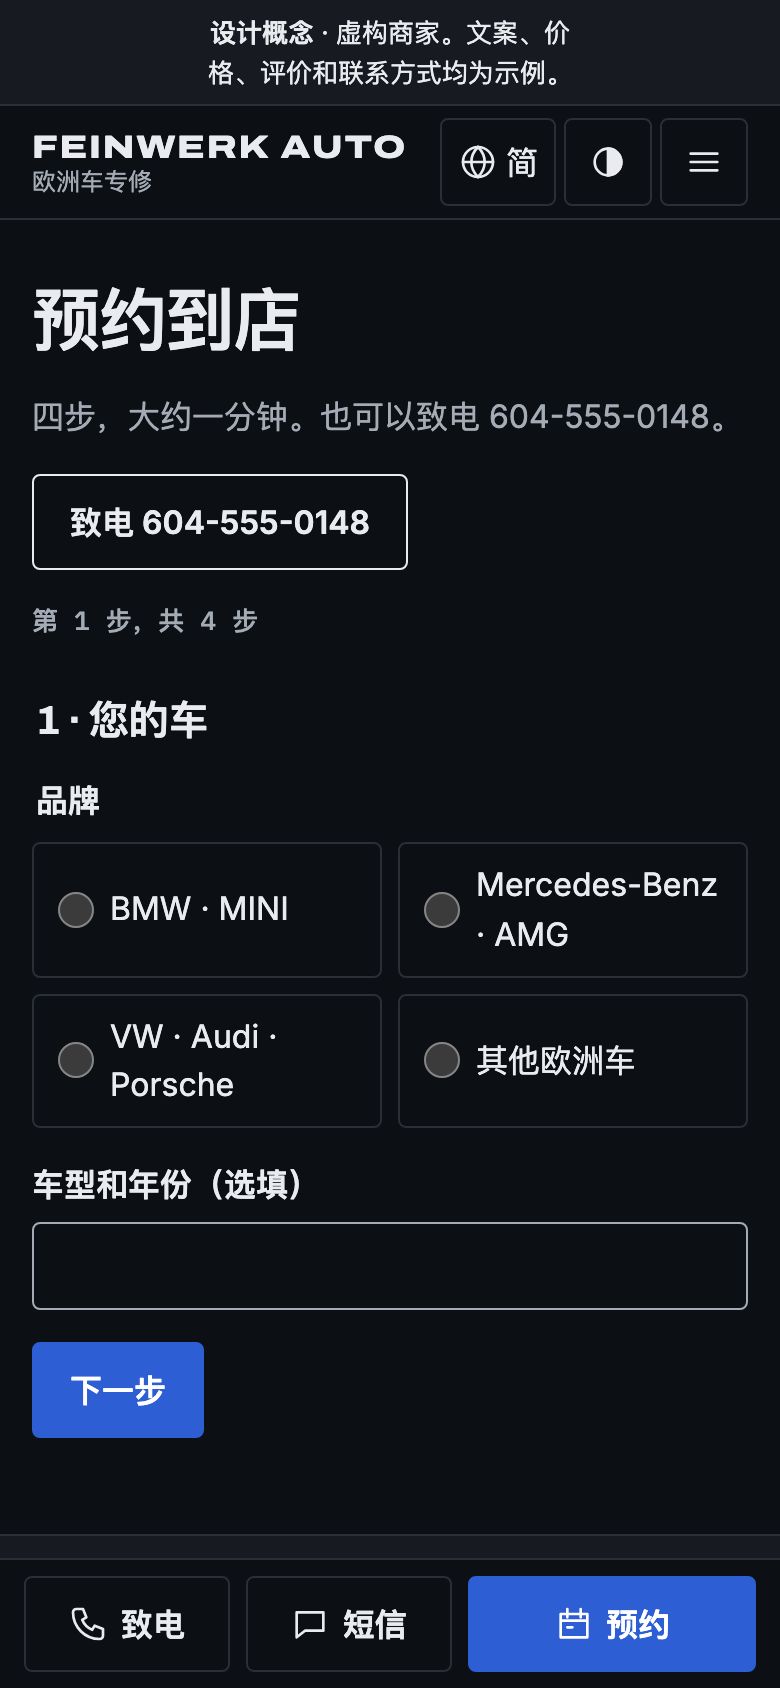 设计概念 · 虚构商家。文案、价
格、评价和联系方式均为示例。
FEINWERK AUTO
欧洲车专修
简
预约到店
四步，大约一分钟。也可以致电 604-555-0148。
致电 604-555-0148
第 1 步，共 4 步
1 · 您的车
品牌
BMW · MINI
Mercedes-Benz
· AMG
VW · Audi ·
Porsche
其他欧洲车
车型和年份（选填）
下一步
致电
短信
预约